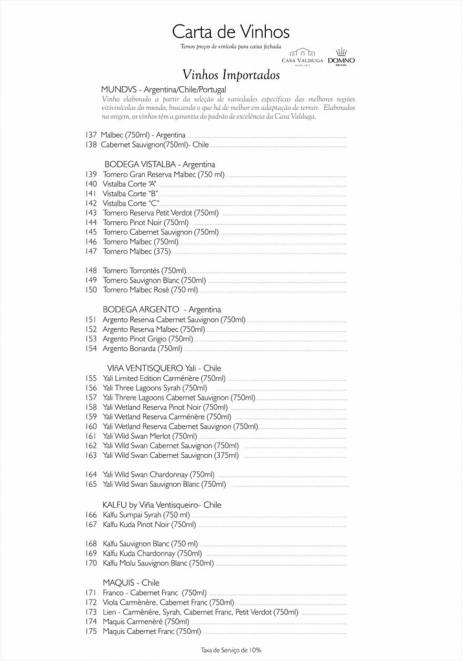 Carta de Vinhos
Temos preços de vinícola para caixa fechada
CASA VALDUGA DOMNO
Vinhos Importados
MUNDVS - Argentina/Chile/Portugal
Vinho elaborado a partir da seleção de variedades específicas das melhores regiões
vitivinícolas do mundo, buscando o que há de melhor em adaptação de terroir. Elaborados
na origem, os vinhos têm a garantia do padrão de excelência da Casa Valduga.
137 Malbec (750ml) - Argentina
138 Cabernet Sauvignon(750ml)- Chile
BODEGA VISTALBA - Argentina
139 Tomero Gran Reserva Malbec (750 ml)
140 Vistalba Corte "A"
141 Vistalba Corte "B"
142 Vistalba Corte "C"
143 Tomero Reserva Petit Verdot (750ml)
144 Tomero Pinot Noir (750ml)
145 Tomero Cabernet Sauvignon (750ml)
146 Tomero Malbec (750ml)
147 Tomero Malbec (375)
148 Tomero Torrontés (750ml)
149 Tomero Sauvignon Blanc (750ml)
150 Tomero Malbec Rosê (750 ml)
BODEGA ARGENTO - Argentina
151 Argento Reserva Cabernet Sauvignon (750ml)
152 Argento Reserva Malbec (750ml)
153 Argento Pinot Grigio (750ml)
154 Argento Bonarda (750ml)
VIñA VENTISQUERO Yali - Chile
155 Yali Limited Edition Carménère (750ml)
156 Yali Three Lagoons Syrah (750ml)
157 Yali Threre Lagoons Cabernet Sauvignon (750ml)
158 Yali Wetland Reserva Pinot Noir (750ml)
159 Yali Wetland Reserva Carménère (750ml)
160 Yali Wetland Reserva Cabernet Sauvignon (750ml)
161 Yali Wild Swan Merlot (750ml)
162 Yali Wild Swan Cabernet Sauvignon (750ml)
163 Yali Wild Swan Cabernet Sauvignon (375ml)
164 Yali Wild Swan Chardonnay (750ml)
165 Yali Wild Swan Sauvignon Blanc (750ml)
KALFU by Viña Ventisqueiro- Chile
166 Kalfu Sumpai Syrah (750 ml)
167 Kalfu Kuda Pinot Noir (750ml)
168 Kalfu Sauvignon Blanc (750 ml)
169 Kalfu Kuda Chardonnay (750ml)
170 Kalfu Molu Sauvignon Blanc (750ml)
MAQUIS - Chile
171 Franco - Cabernet Franc (750ml)
172 Viola Carmènére, Cabernet Franc (750ml)
173 Lien - Carmènére, Syrah, Cabernet Franc, Petit Verdot (750ml)
174 Maquis Carmenèré (750ml)
175 Maquis Cabernet Franc (750ml)
Taxa de Serviço de 10%